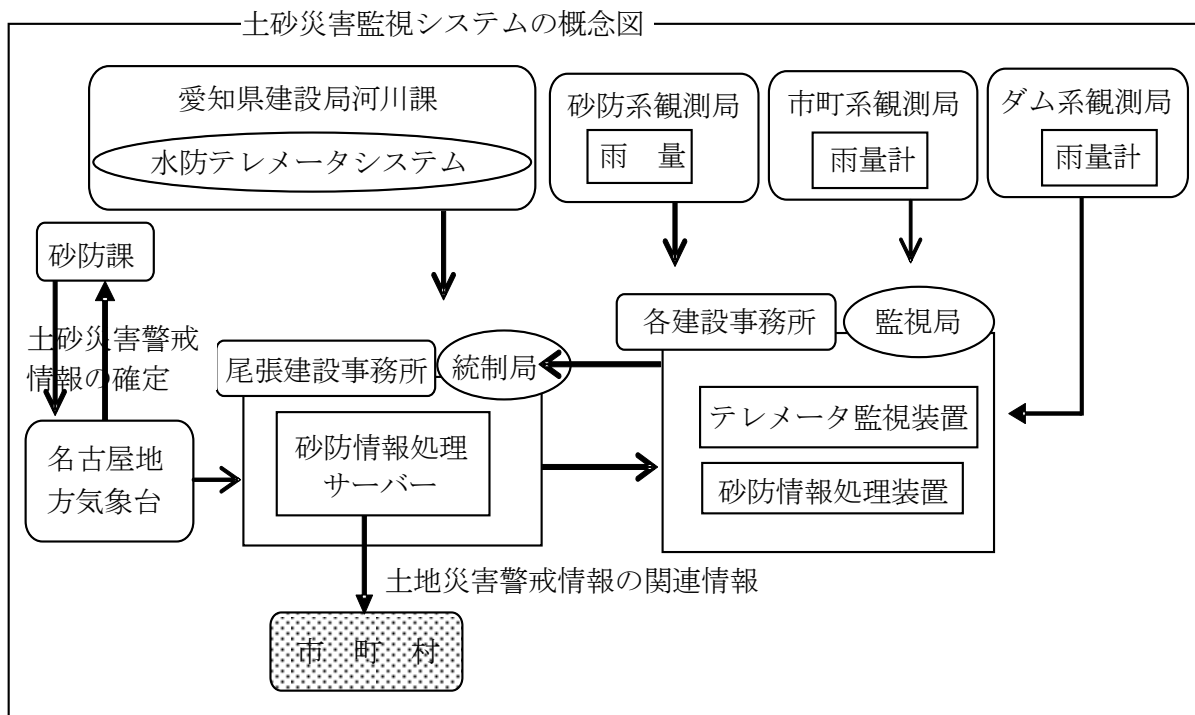 土砂災害監視システムの概念図
愛知県建設局河川課
水防テレメータシステム
砂防系観測局
雨　量
市町系観測局
雨量計
ダム系観測局
雨量計
砂防課
土砂災害警戒
情報の確定
名古屋地
方気象台
尾張建設事務所
統制局
砂防情報処理
サーバー
各建設事務所
監視局
テレメータ監視装置
砂防情報処理装置
土地災害警戒情報の関連情報
市　町　村